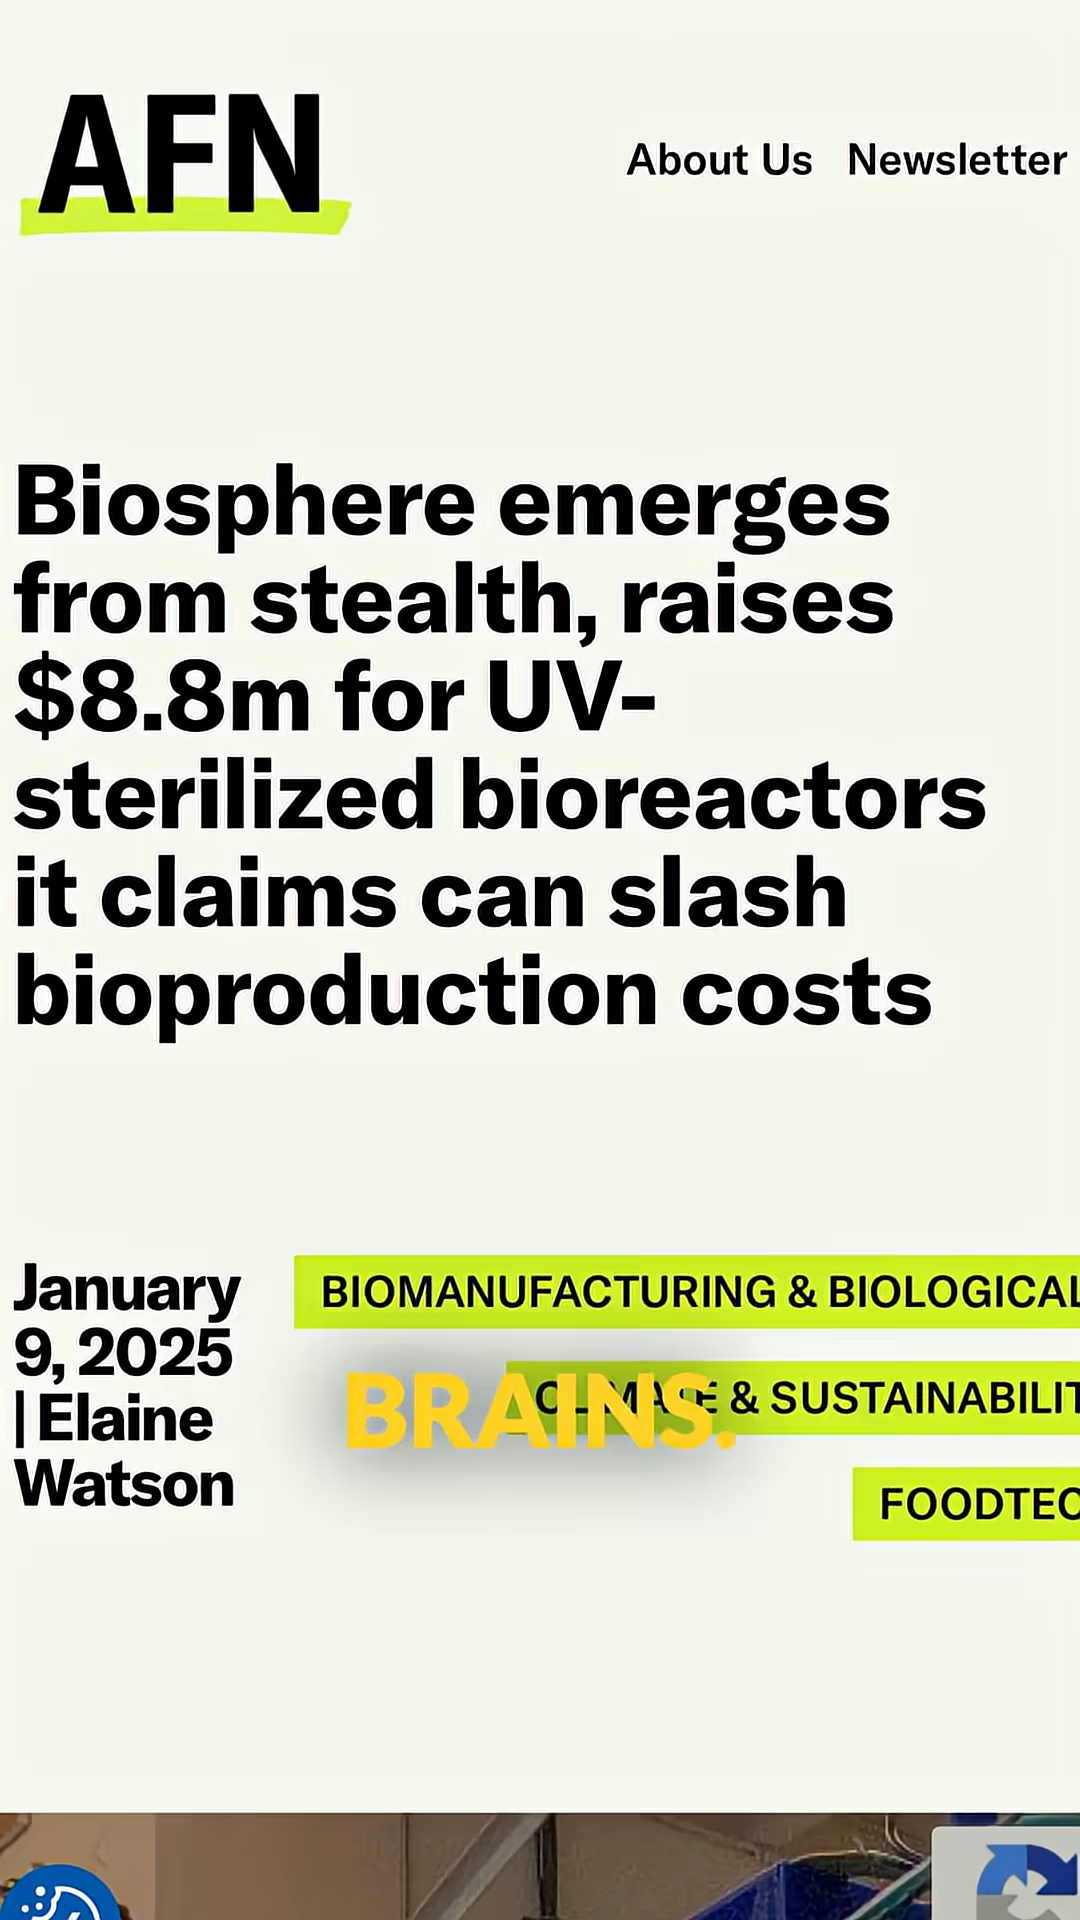 AFN
About Us Newsletter
Biosphere emerges
from stealth, raises
$8.8m for UV-
sterilized bioreactors
it claims can slash
bioproduction costs
January
9, 2025
| Elaine
Watson
BIOMANUFACTURING & BIOLOGICAL
CLIMATE & SUSTAINABILIT
BRAINS.
FOODTEC